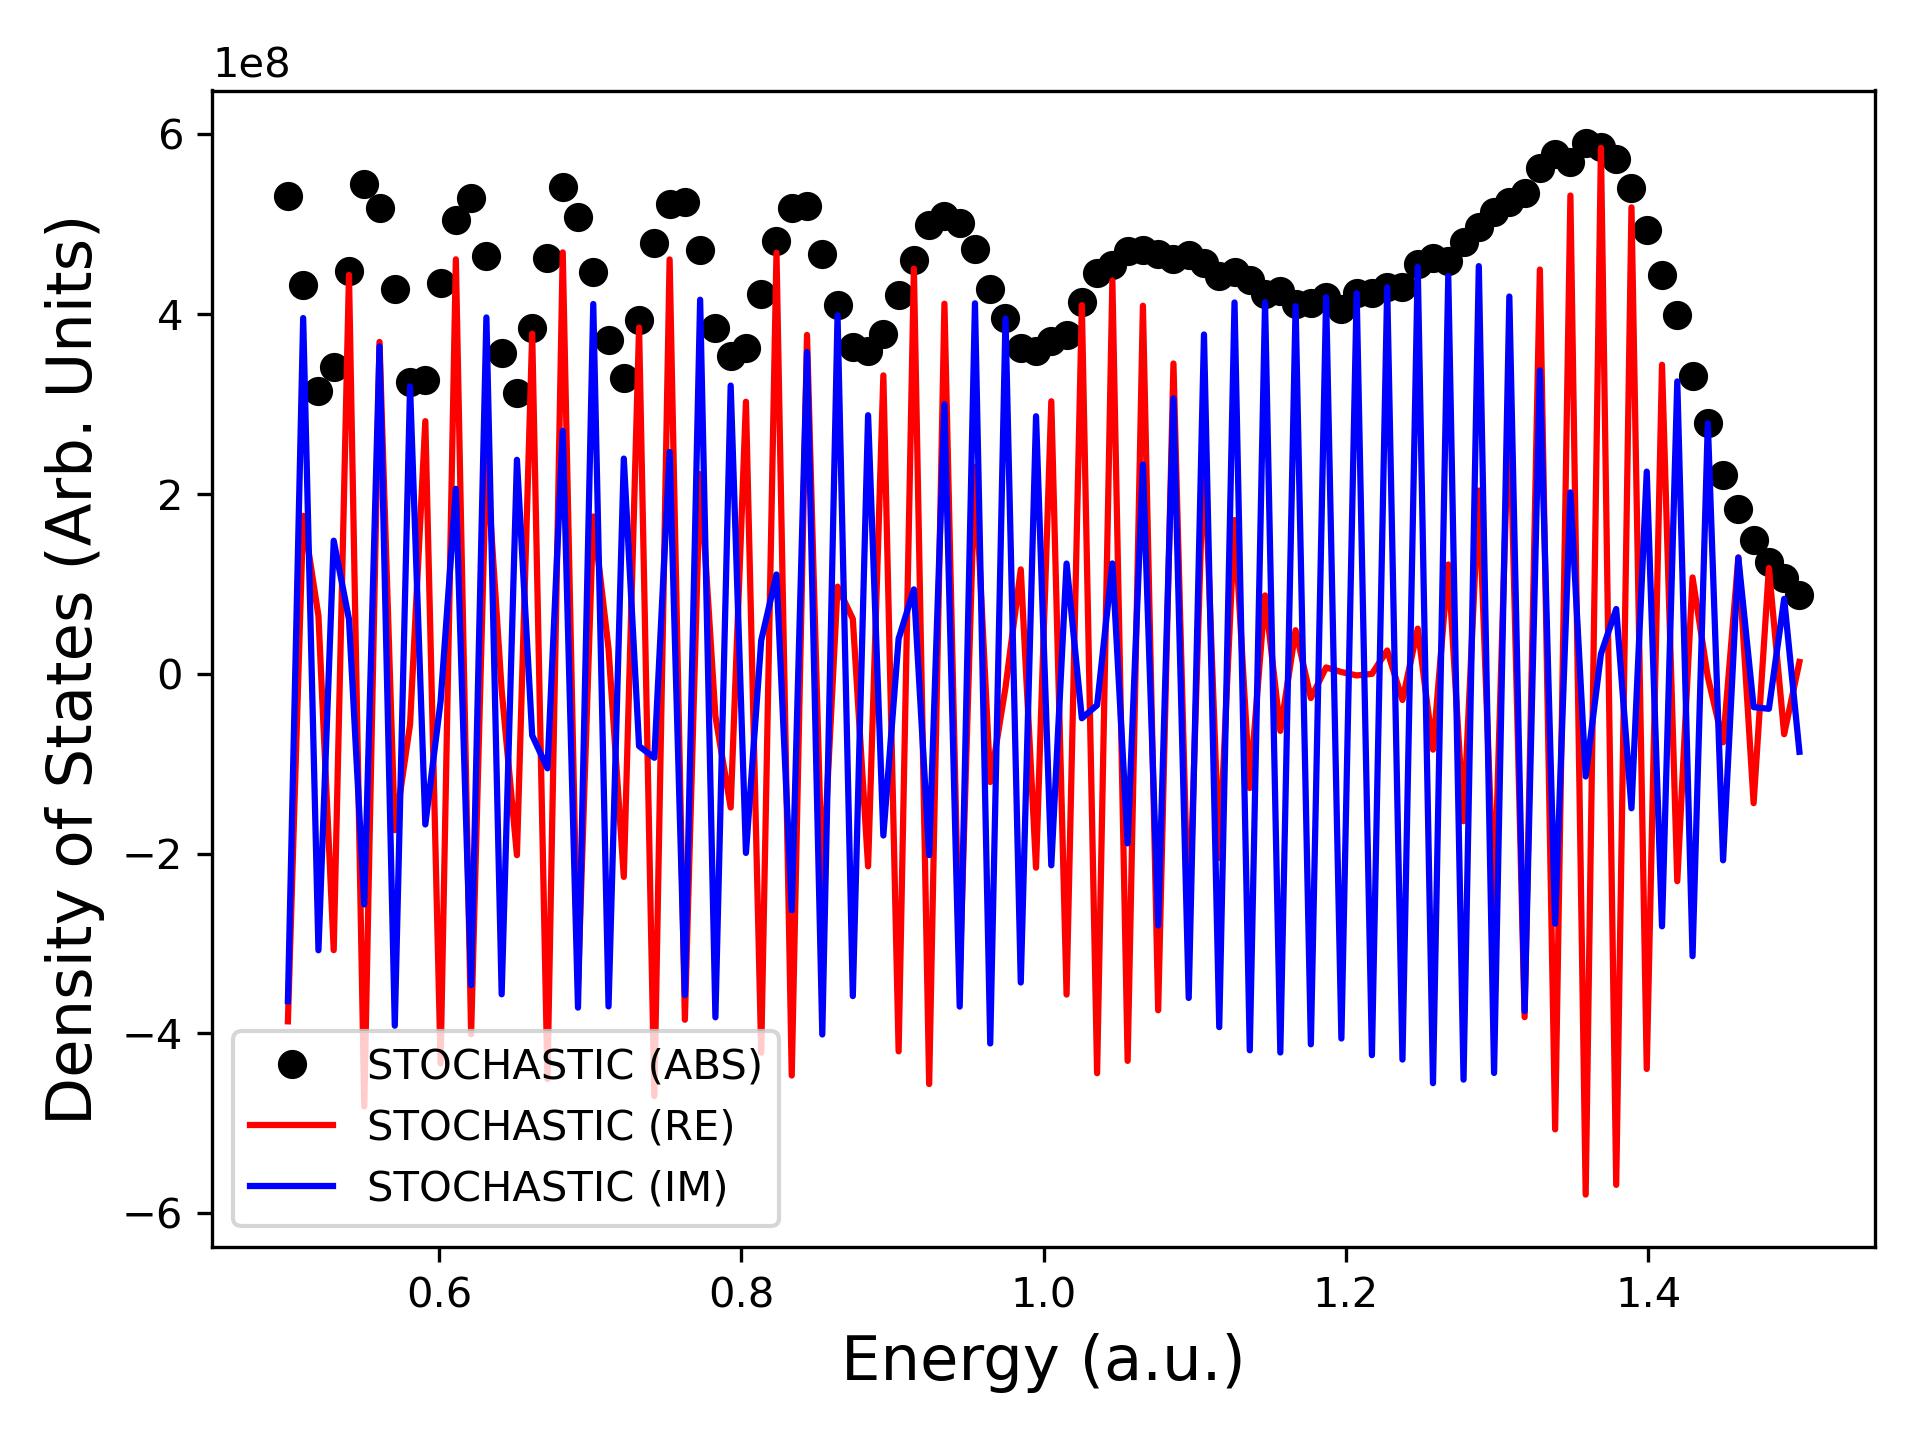 1e8
6
4
2
0
−2
−4
−6
Density of States (Arb. Units)
STOCHASTIC (ABS)
STOCHASTIC (RE)
STOCHASTIC (IM)
0.6 0.8 1.0 1.2 1.4
Energy (a.u.)